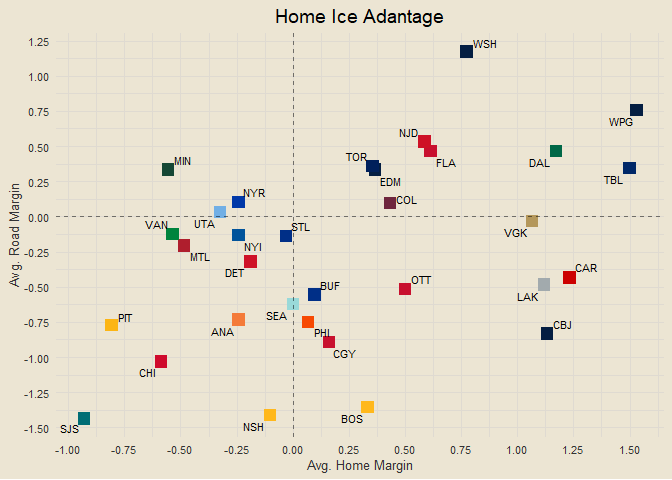 Home Ice Adantage
1.25
WSH
1.00
0.75
WPG
0.50
NJD
TOR
FLA
DAL
MIN
0.25
EDM
TBL
NYR
COL
0.00
UTA
VAN
STL
VGK
NYI
-0.25
MTL
DET
CAR
OTT
-0.50
BUF
LAK
SEA
PIT
-0.75
ANA
PHI
CBJ
CGY
-1.00
CHI
-1.25
BOS
NSH
SJS
-1.50
-1.00 -0.75 -0.50 -0.25 0.00 0.25 0.50 0.75 1.00 1.25 1.50
Avg. Home Margin
Avg. Road Margin